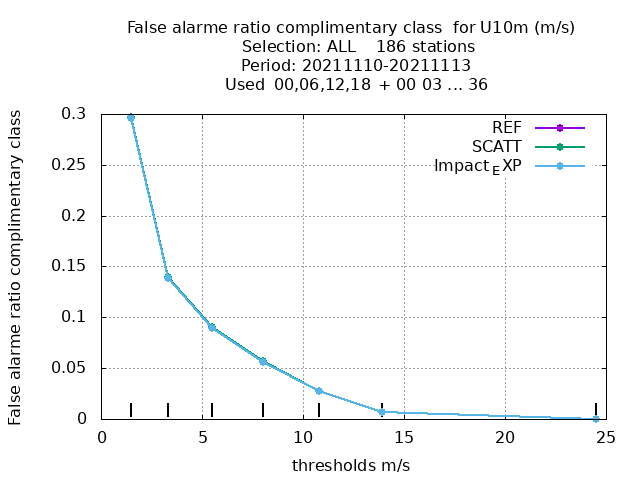 False alarme ratio complimentary class  for U10m (m/s)
Selection: ALL    186 stations
Period: 20211110-20211113
Used  00,06,12,18  + 00 03 ... 36
False alarme ratio complimentary class
REF
SCATT
Impact_EXP
0.3
0.25
0.2
0.15
0.1
0.05
0
0 5 10 15 20 25
thresholds m/s